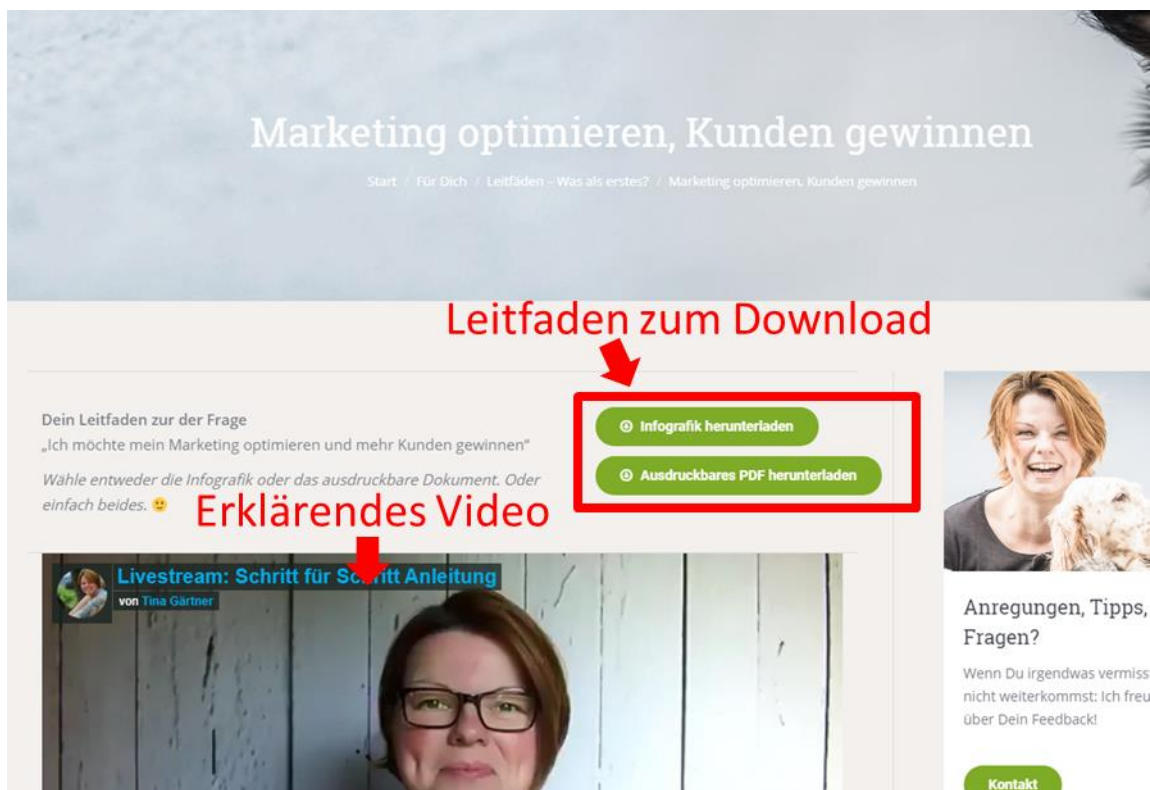 Marketing optimieren, Kunden gewinnen
Start / Für Dich / Leitfäden – Was als erstes? / Marketing optimieren, Kunden gewinnen
Leitfaden zum Download
Dein Leitfaden zur der Frage
„Ich möchte mein Marketing optimieren und mehr Kunden gewinnen“
Wähle entweder die Infografik oder das ausdruckbare Dokument. Oder
einfach beides. 🙂
Infografik herunterladen
Ausdruckbares PDF herunterladen
Erklärendes Video
Livestream: Schritt für Schritt Anleitung
von Tina Gärtner
Anregungen, Tipps,
Fragen?
Wenn Du irgendwas vermiss
nicht weiterkommst: Ich freu
über Dein Feedback!
Kontakt